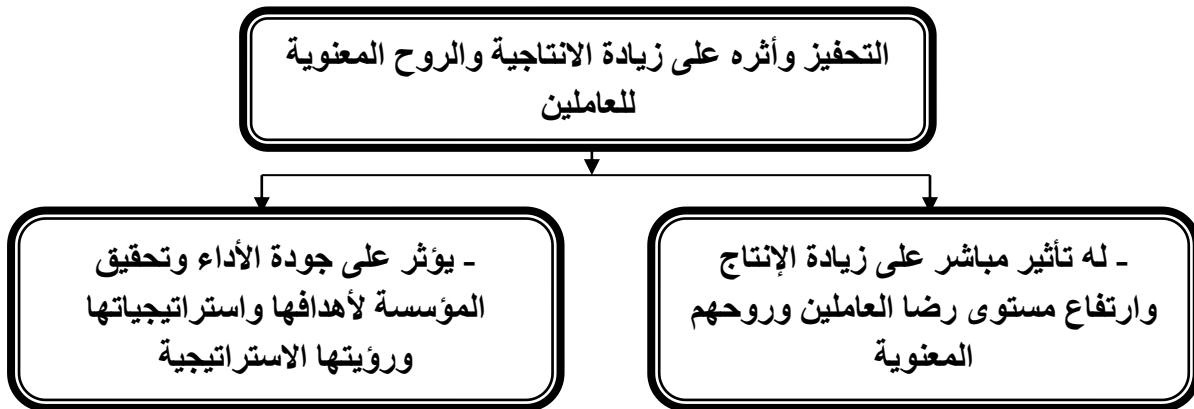 التحفيز وأثره على زيادة الانتاجية والروح المعنوية
للعاملين
- له تأثير مباشر على زيادة الإنتاج
وارتفاع مستوى رضا العاملين وروحهم
المعنوية
- يؤثر على جودة الأداء وتحقيق
المؤسسة لأهدافها واستراتيجياتها
ورؤيتها الاستراتيجية